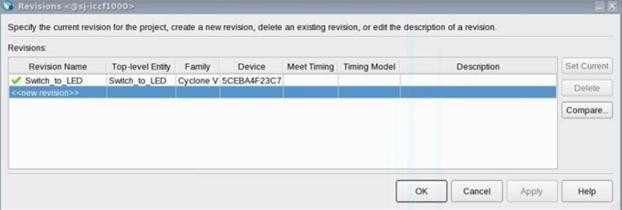 Revisions <@sj-iccf1000>
Specify the current revision for the project, create a new revision, delete an existing revision, or edit the description of a revision.
Revisions:
Revision Name Top-level Entity Family Device Meet Timing Timing Model Description
Switch_to_LED Switch_to_LED Cyclone V 5CEBA4F23C7
<<new revision>>
Set Current
Delete
Compare...
OK Cancel Apply Help